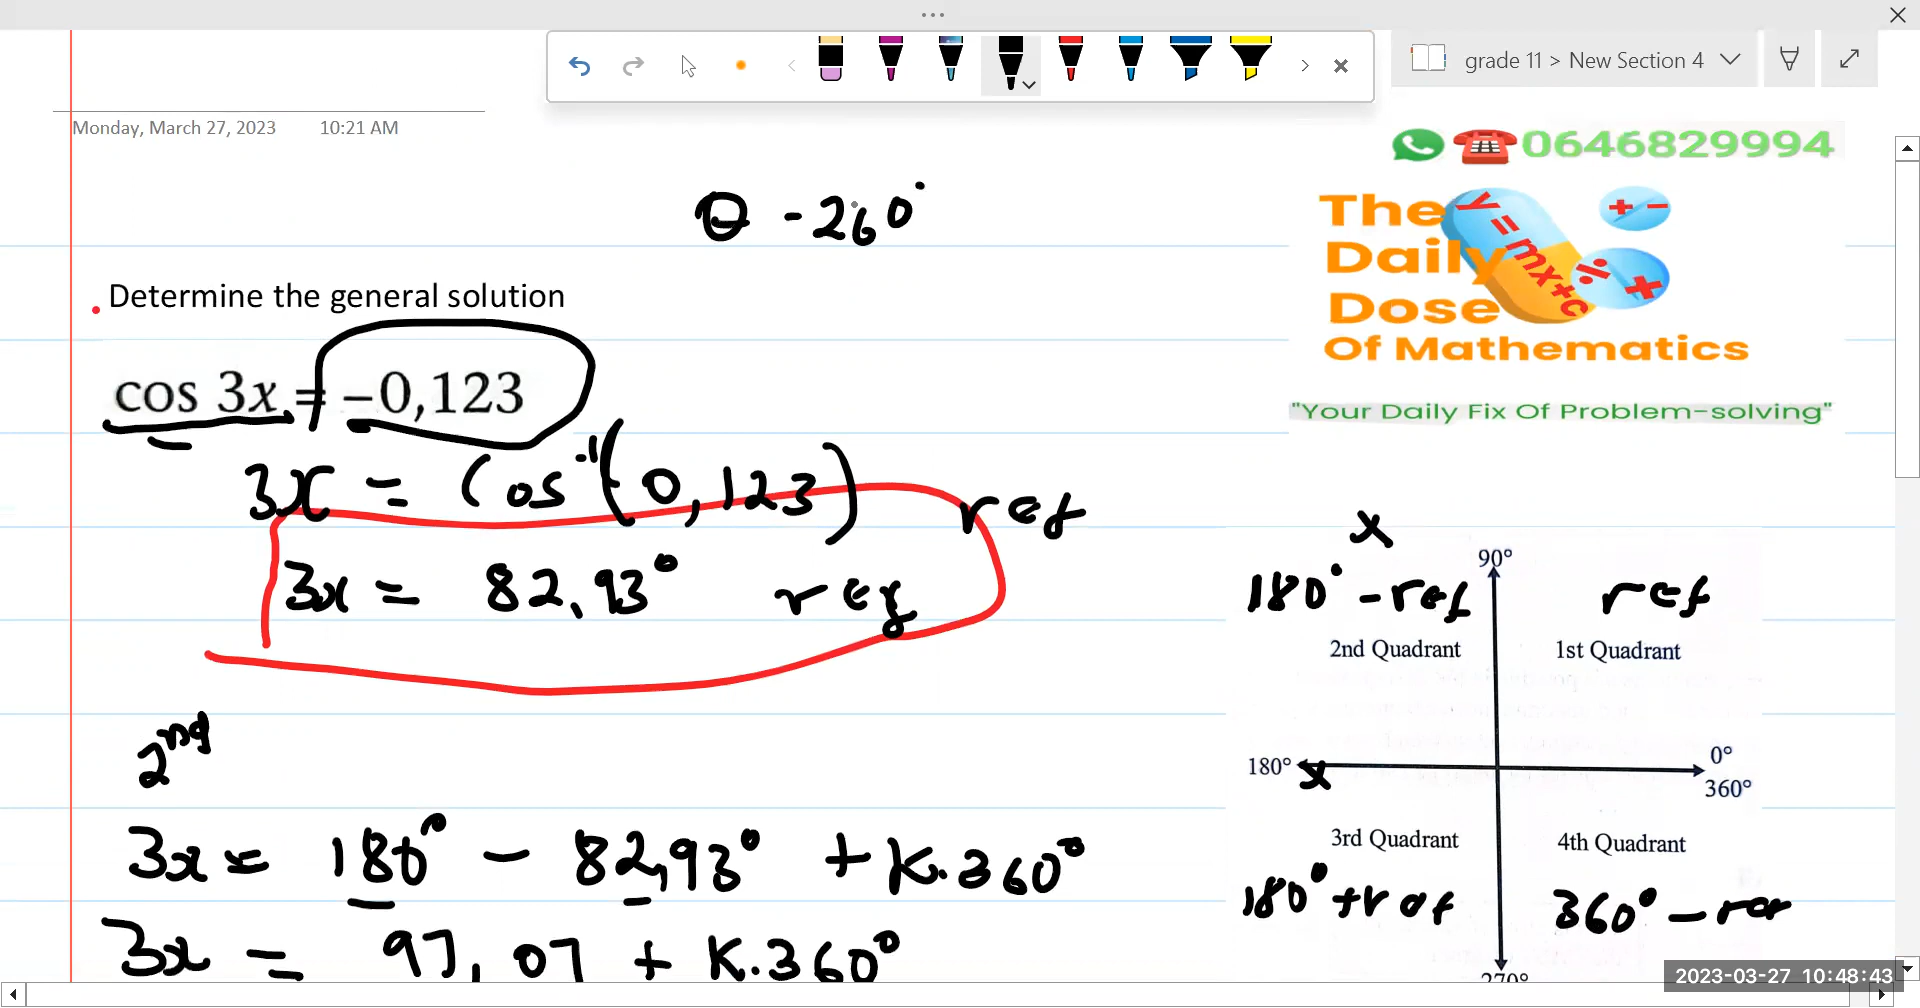 grade 11 > New Section 4
Monday, March 27, 2023 10:21 AM
0646829994
θ - 260°
The
Daily
Dose
Of Mathematics
y=mx+c
+ −
÷ +
"Your Daily Fix Of Problem-solving"
Determine the general solution
cos 3x = −0,123
3x = Cos⁻¹(0,123) ref
3x = 82,93° ref
x
90°
180° - ref ref
2nd Quadrant 1st Quadrant
2nd
180° x 0°
360°
3rd Quadrant 4th Quadrant
3x = 180° - 82,93° + K.360°
180° + ref 360° - ref
3x = 97,07 + K.360°
270°
2023-03-27 10:48:43